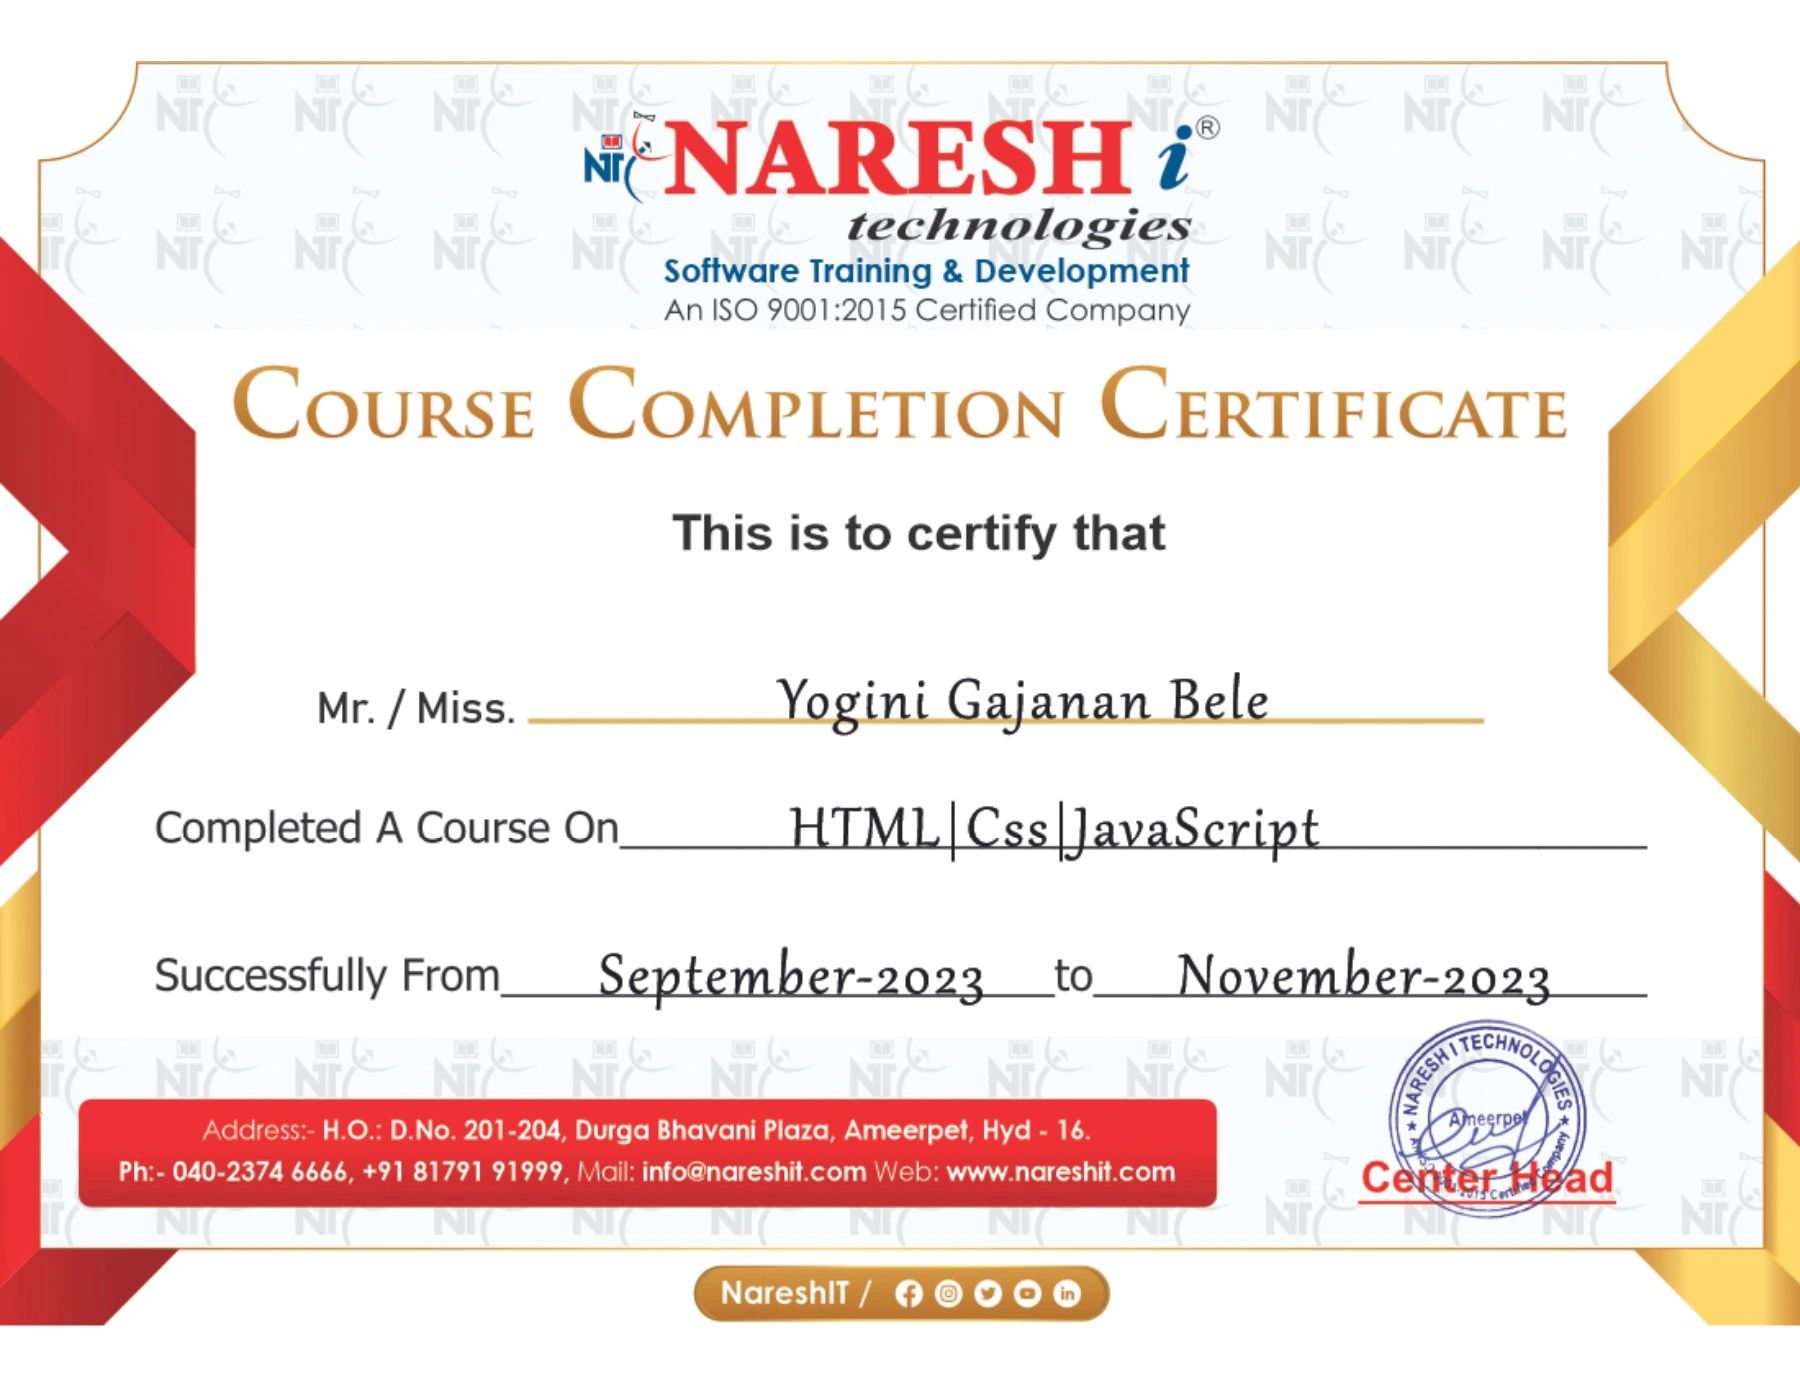 NARESH i®
technologies
Software Training & Development
An ISO 9001:2015 Certified Company
COURSE COMPLETION CERTIFICATE
This is to certify that
Mr. / Miss. Yogini Gajanan Bele
Completed A Course On HTML|Css|JavaScript
Successfully From September-2023 to November-2023
Address:- H.O.: D.No. 201-204, Durga Bhavani Plaza, Ameerpet, Hyd - 16.
Ph:- 040-2374 6666, +91 81791 91999, Mail: info@nareshit.com Web: www.nareshit.com
★ NARESH I TECHNOLOGIES ★
Ameerpet
Center Head
NareshIT /